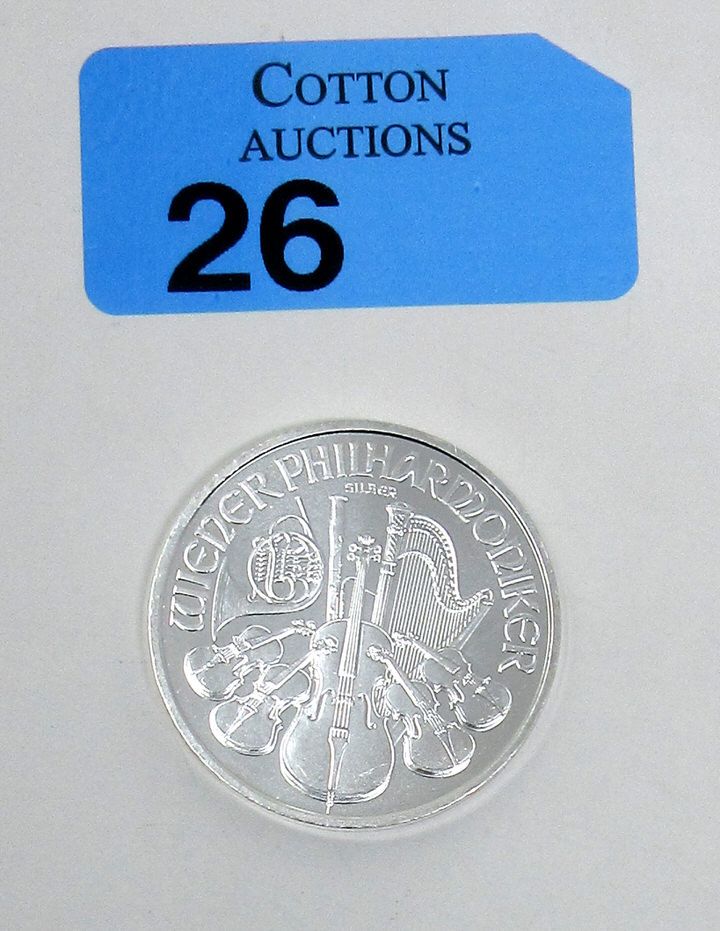 COTTON
AUCTIONS
26
WIENER PHILHARMONIKER
SILBER